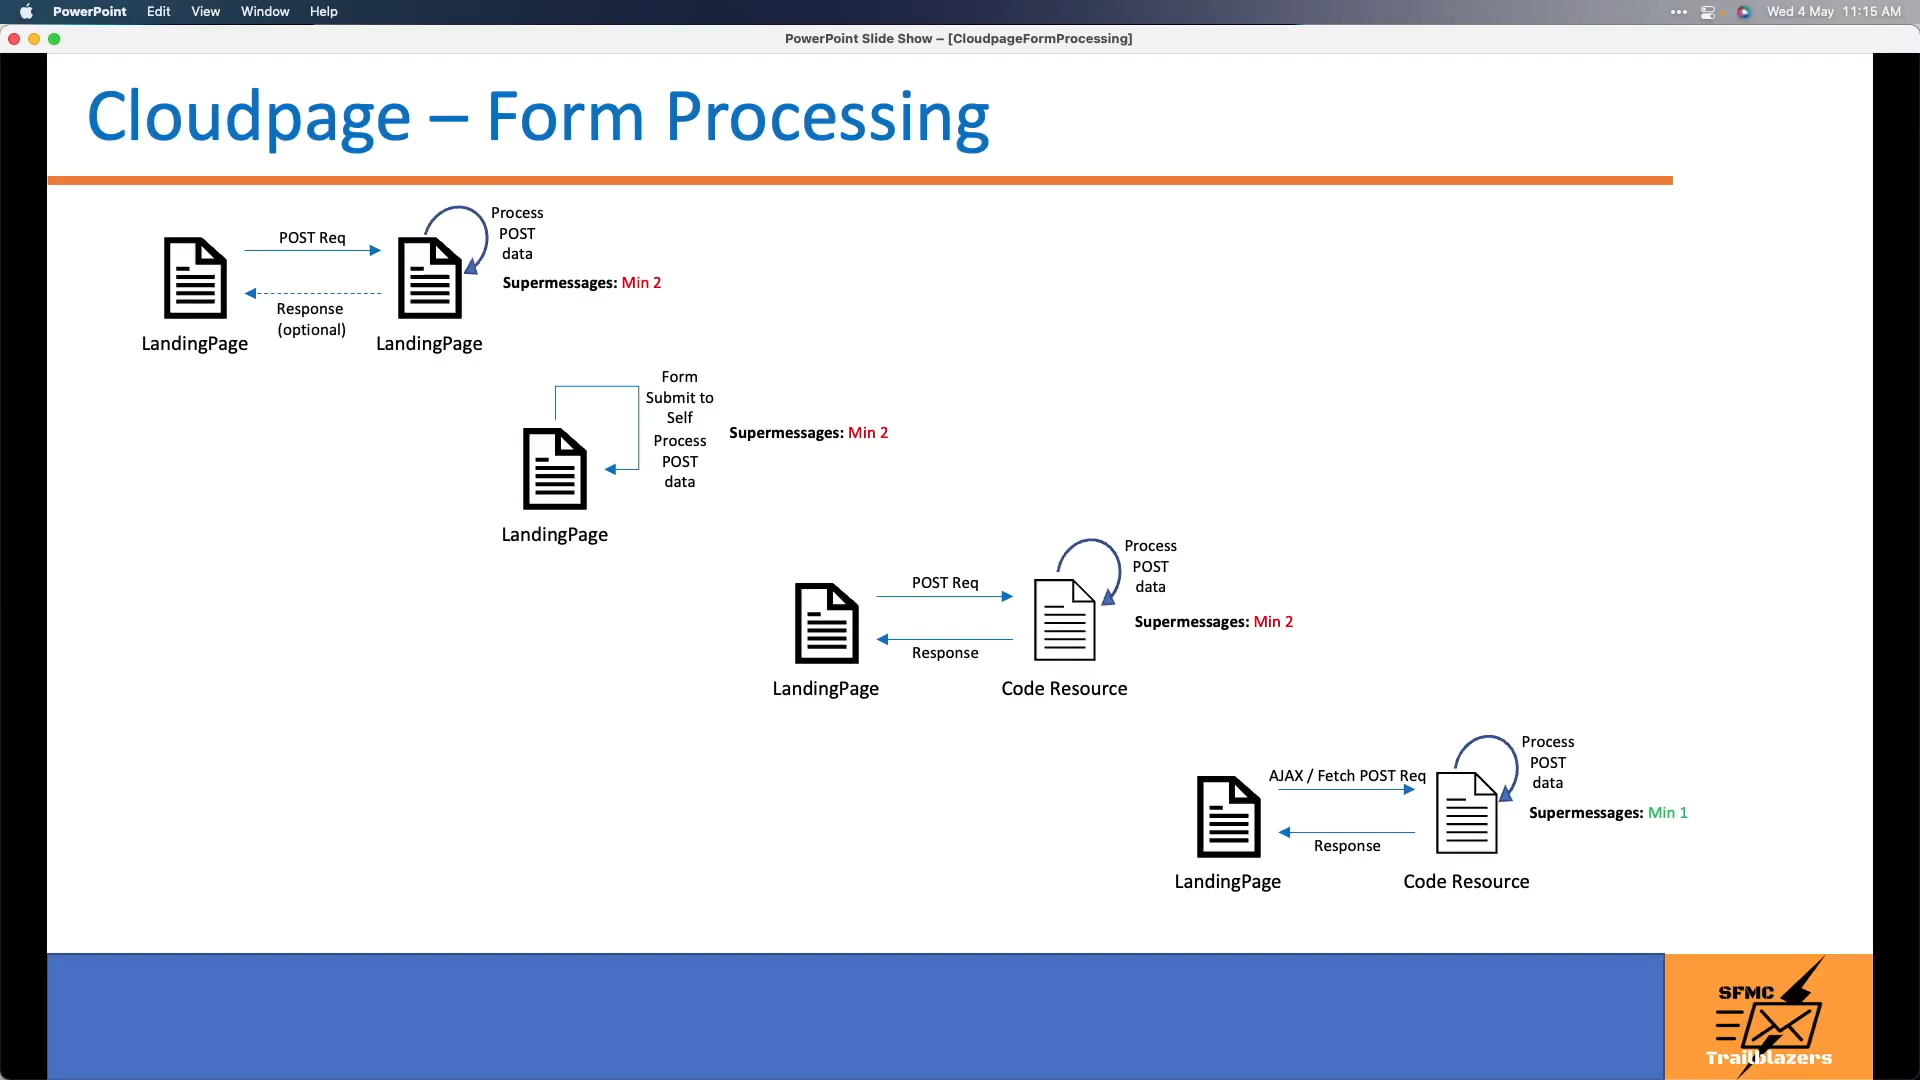 PowerPoint Edit View Window Help
Wed 4 May 11:15 AM
PowerPoint Slide Show – [CloudpageFormProcessing]
Cloudpage – Form Processing
POST Req
Response
(optional)
LandingPage
LandingPage
Process
POST
data
Supermessages: Min 2
Form
Submit to
Self
Process
POST
data
Supermessages: Min 2
LandingPage
POST Req
Response
LandingPage
Code Resource
Process
POST
data
Supermessages: Min 2
AJAX / Fetch POST Req
Response
LandingPage
Code Resource
Process
POST
data
Supermessages: Min 1
SFMC
Trailblazers